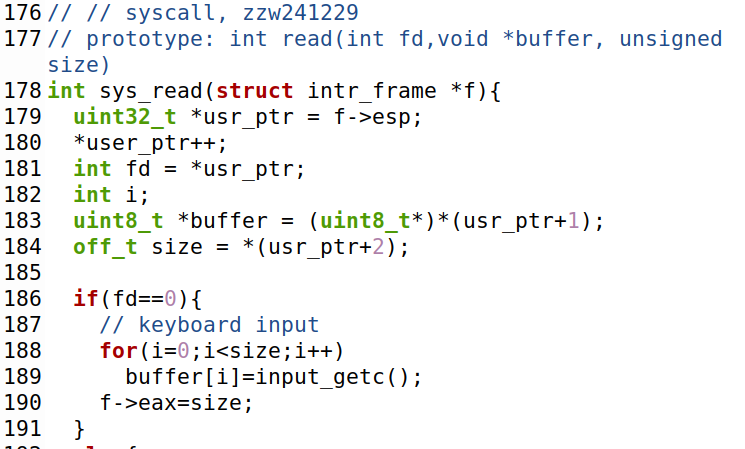 176 // // syscall, zzw241229
177 // prototype: int read(int fd,void *buffer, unsigned
size)
178 int sys_read(struct intr_frame *f){
179   uint32_t *usr_ptr = f->esp;
180   *user_ptr++;
181   int fd = *usr_ptr;
182   int i;
183   uint8_t *buffer = (uint8_t*)*(usr_ptr+1);
184   off_t size = *(usr_ptr+2);
185
186   if(fd==0){
187     // keyboard input
188     for(i=0;i<size;i++)
189       buffer[i]=input_getc();
190     f->eax=size;
191   }